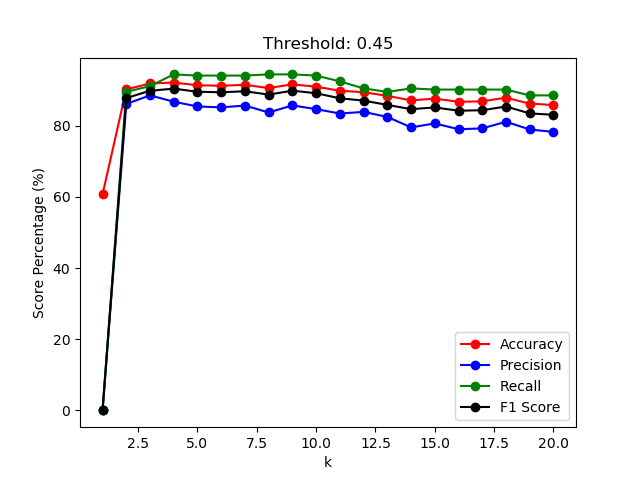 Threshold: 0.45
Score Percentage (%)
80
60
40
20
0
2.5 5.0 7.5 10.0 12.5 15.0 17.5 20.0
k
Accuracy
Precision
Recall
F1 Score